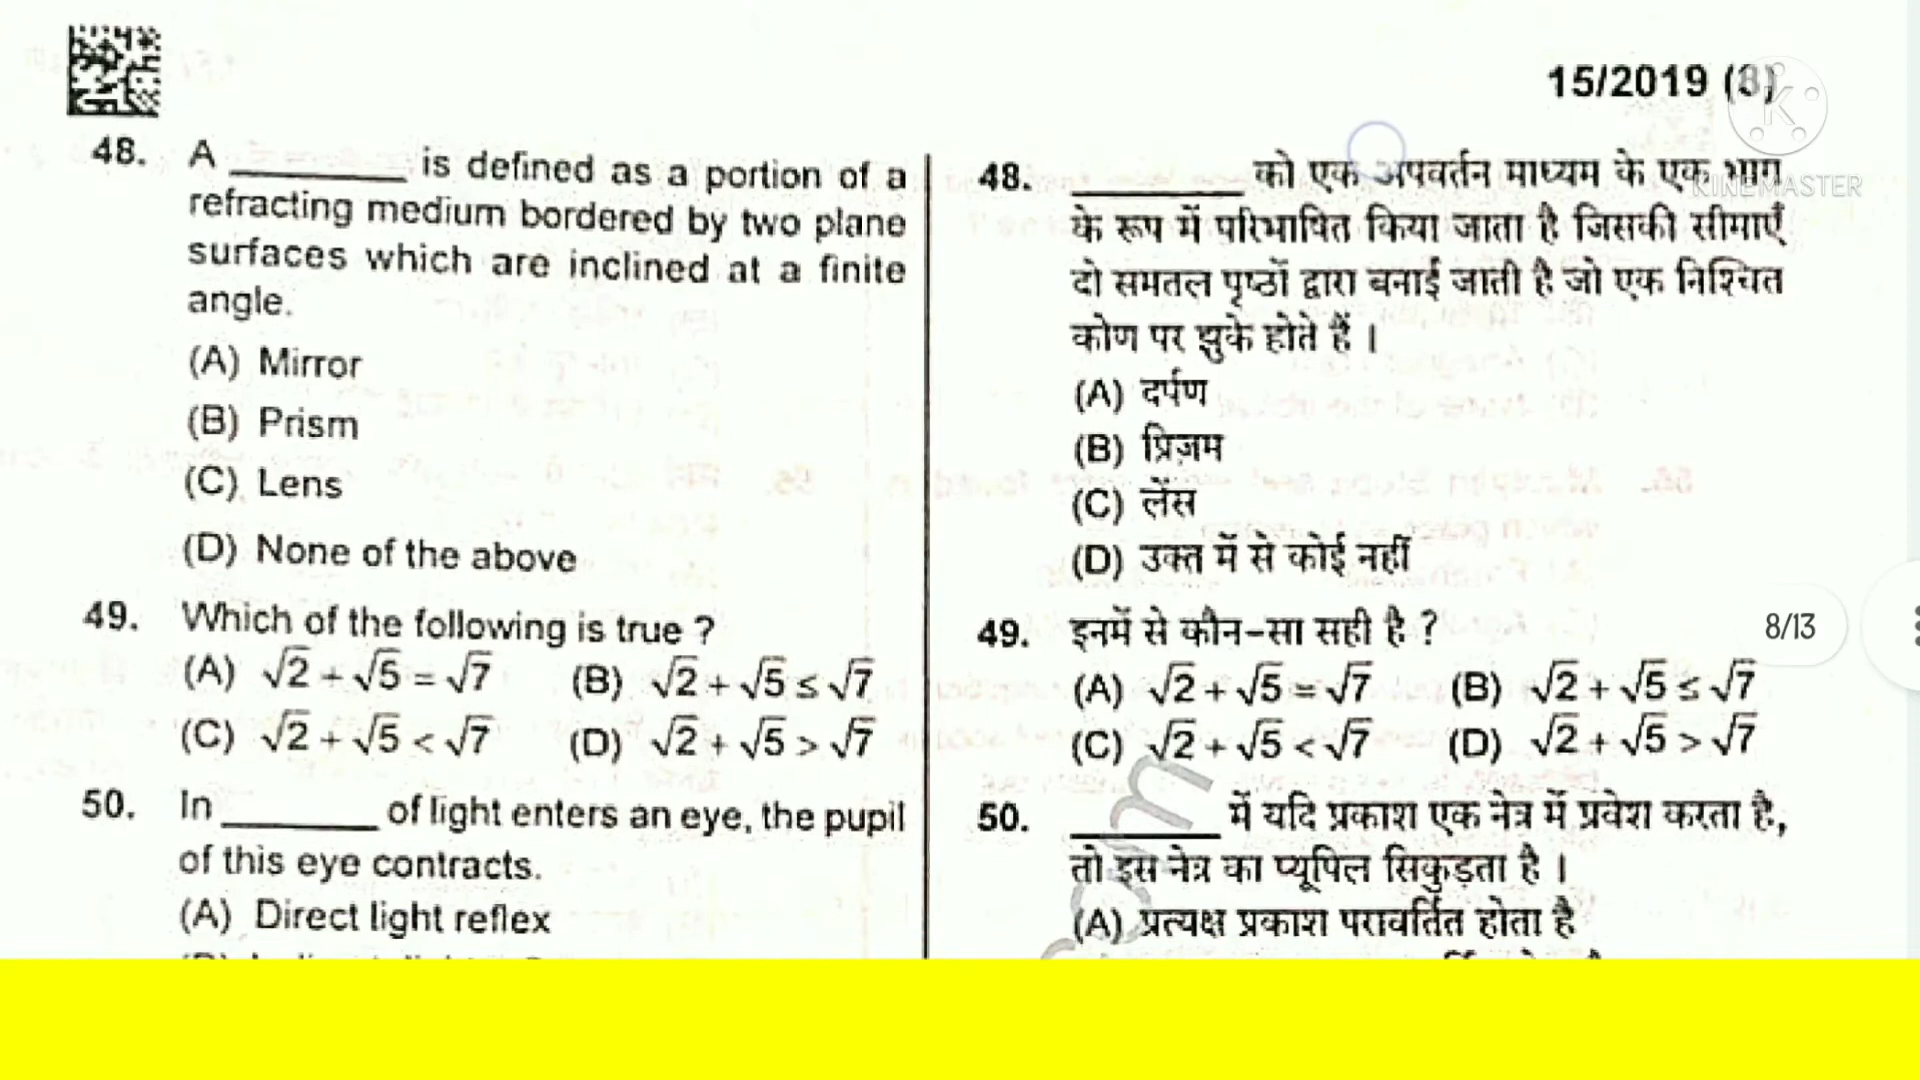 15/2019 (8)
KINEMASTER
48. A ______ is defined as a portion of a
refracting medium bordered by two plane
surfaces which are inclined at a finite
angle.
(A) Mirror
(B) Prism
(C) Lens
(D) None of the above
49. Which of the following is true ?
(A) √2 + √5 = √7 (B) √2 + √5 ≤ √7
(C) √2 + √5 < √7 (D) √2 + √5 > √7
50. In ______ of light enters an eye, the pupil
of this eye contracts.
(A) Direct light reflex
48. ______ को एक अपवर्तन माध्यम के एक भाग
के रूप में परिभाषित किया जाता है जिसकी सीमाएँ
दो समतल पृष्ठों द्वारा बनाई जाती है जो एक निश्चित
कोण पर झुके होते हैं ।
(A) दर्पण
(B) प्रिज़म
(C) लेंस
(D) उक्त में से कोई नहीं
49. इनमें से कौन-सा सही है ?
(A) √2 + √5 = √7 (B) √2 + √5 ≤ √7
(C) √2 + √5 < √7 (D) √2 + √5 > √7
50. ______ में यदि प्रकाश एक नेत्र में प्रवेश करता है,
तो इस नेत्र का प्यूपिल सिकुड़ता है ।
(A) प्रत्यक्ष प्रकाश परावर्तित होता है
8/13